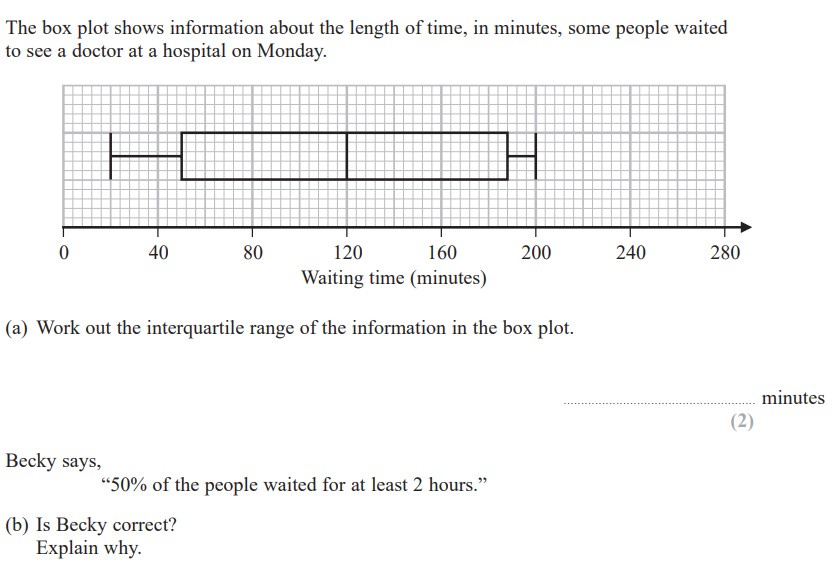 The box plot shows information about the length of time, in minutes, some people waited
to see a doctor at a hospital on Monday.
0 40 80 120 160 200 240 280
Waiting time (minutes)
(a) Work out the interquartile range of the information in the box plot.
.................................................. minutes
(2)
Becky says,
“50% of the people waited for at least 2 hours.”
(b) Is Becky correct?
Explain why.